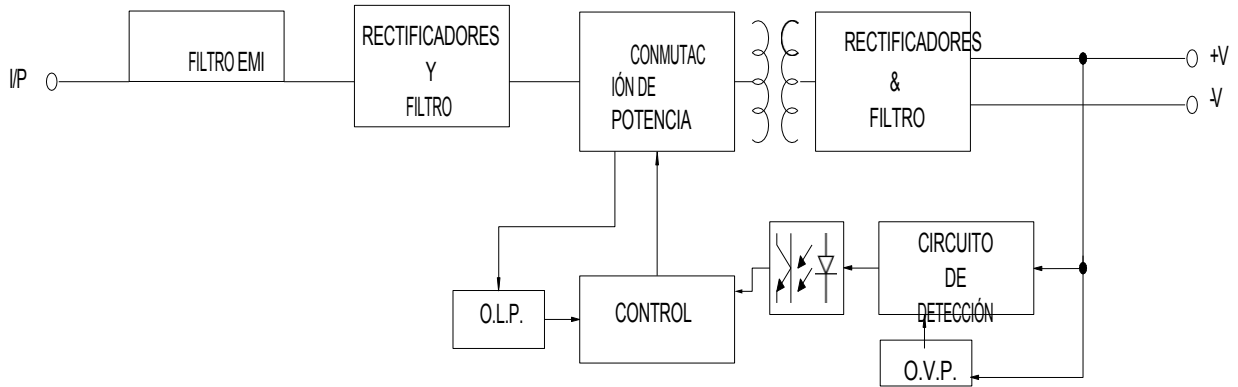 I/P
FILTRO EMI
RECTIFICADORES
Y
FILTRO
CONMUTAC
IÓN DE
POTENCIA
RECTIFICADORES
&
FILTRO
+V
-V
O.L.P.
CONTROL
CIRCUITO
DE
DETECCIÓN
O.V.P.